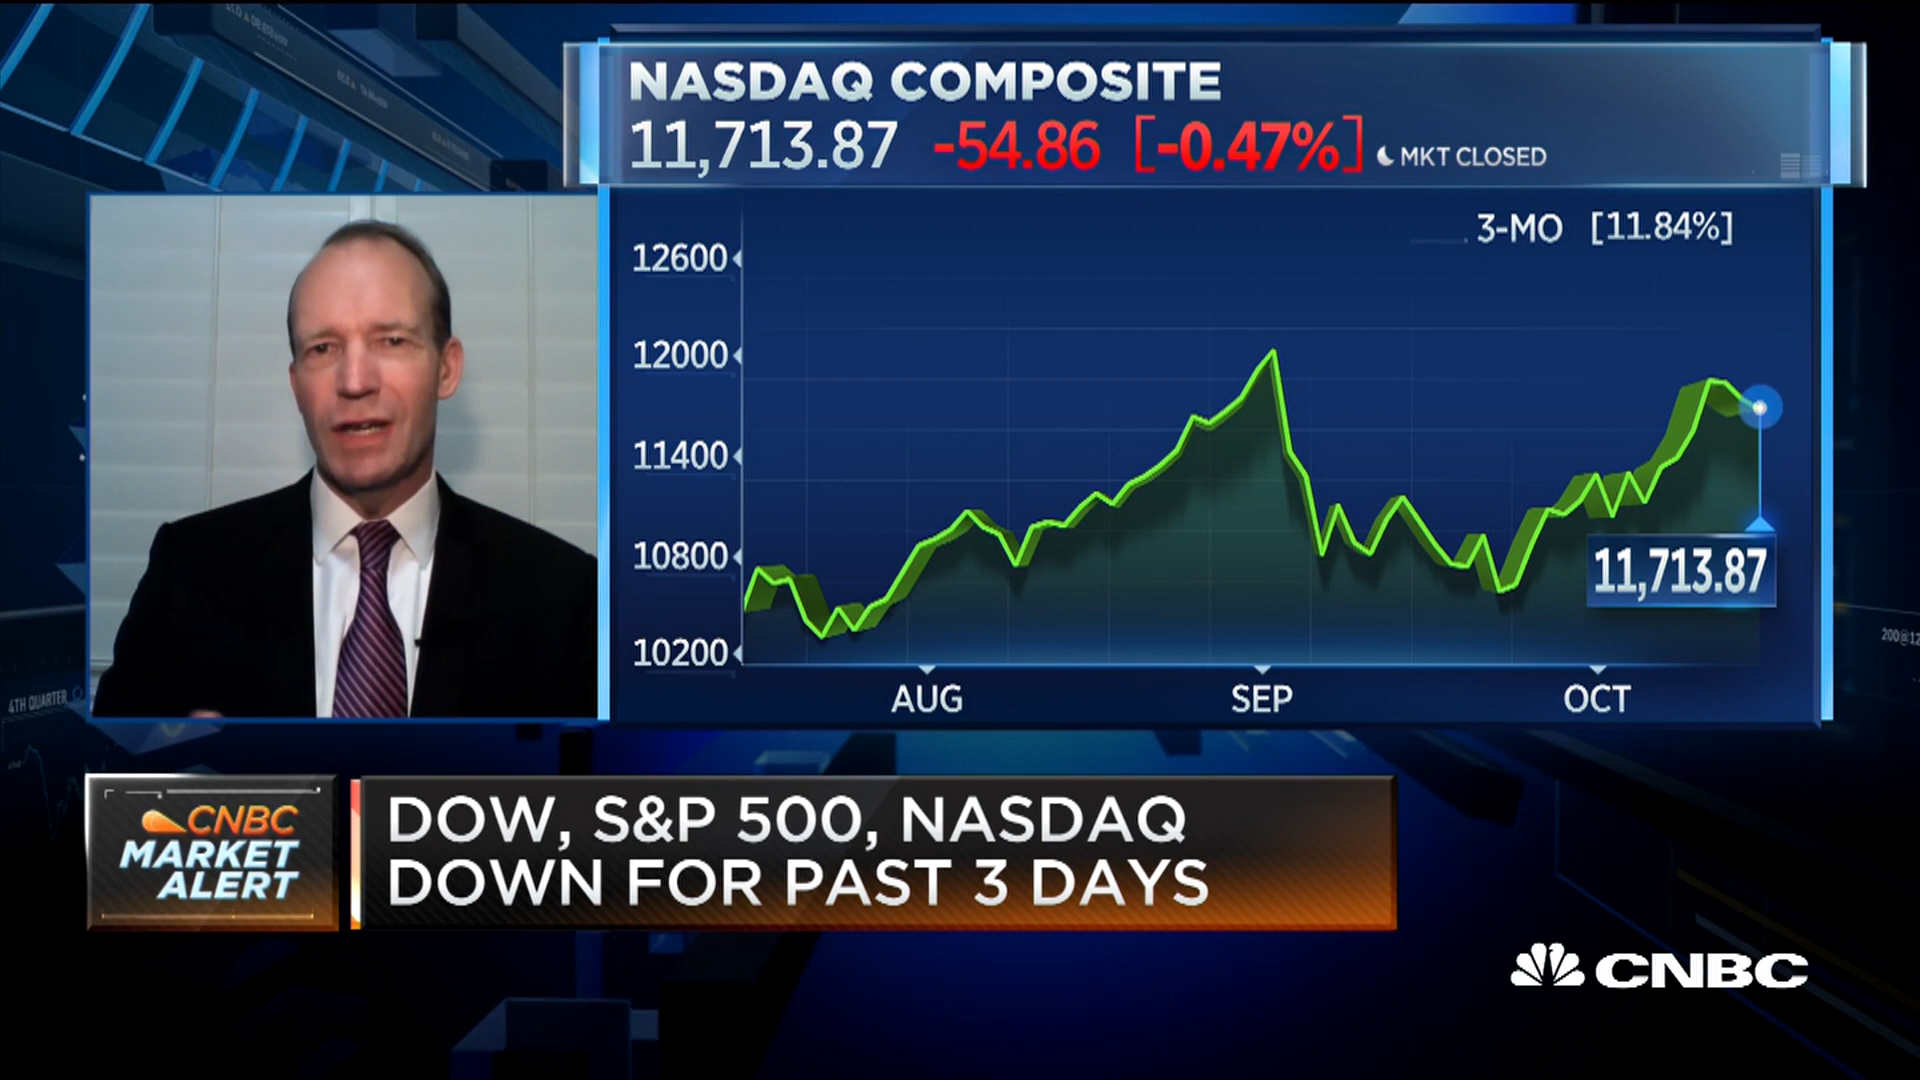 NASDAQ COMPOSITE
11,713.87 -54.86 [-0.47%] MKT CLOSED
3-MO [11.84%]
12600
12000
11400
10800
10200
11,713.87
AUG SEP OCT
4TH QUARTER
CNBC
MARKET
ALERT
DOW, S&P 500, NASDAQ
DOWN FOR PAST 3 DAYS
CNBC